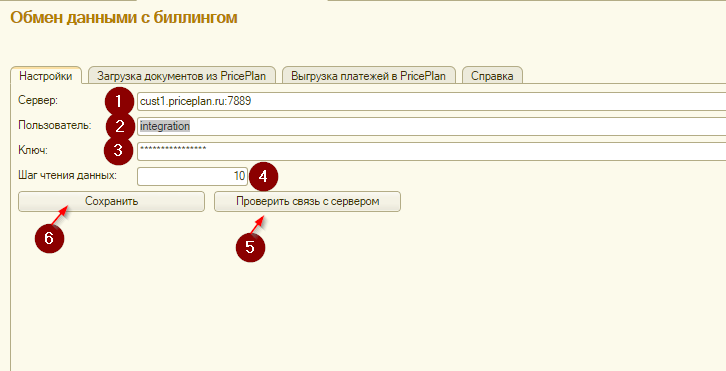 Обмен данными с биллингом
Настройки Загрузка документов из PricePlan Выгрузка платежей в PricePlan Справка
Сервер: 1 cust1.priceplan.ru:7889
Пользователь: 2 integration
Ключ: 3 ****************
Шаг чтения данных: 10 4
Сохранить Проверить связь с сервером
6 5